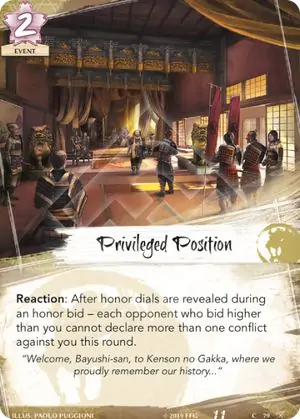 2
EVENT
Privileged Position
Reaction: After honor dials are revealed during
an honor bid – each opponent who bid higher
than you cannot declare more than one conflict
against you this round.
“Welcome, Bayushi-san, to Kenson no Gakka, where we
proudly remember our history...”
ILLUS. PAOLO PUGGIONI
© 2019 FFG
11
C 79